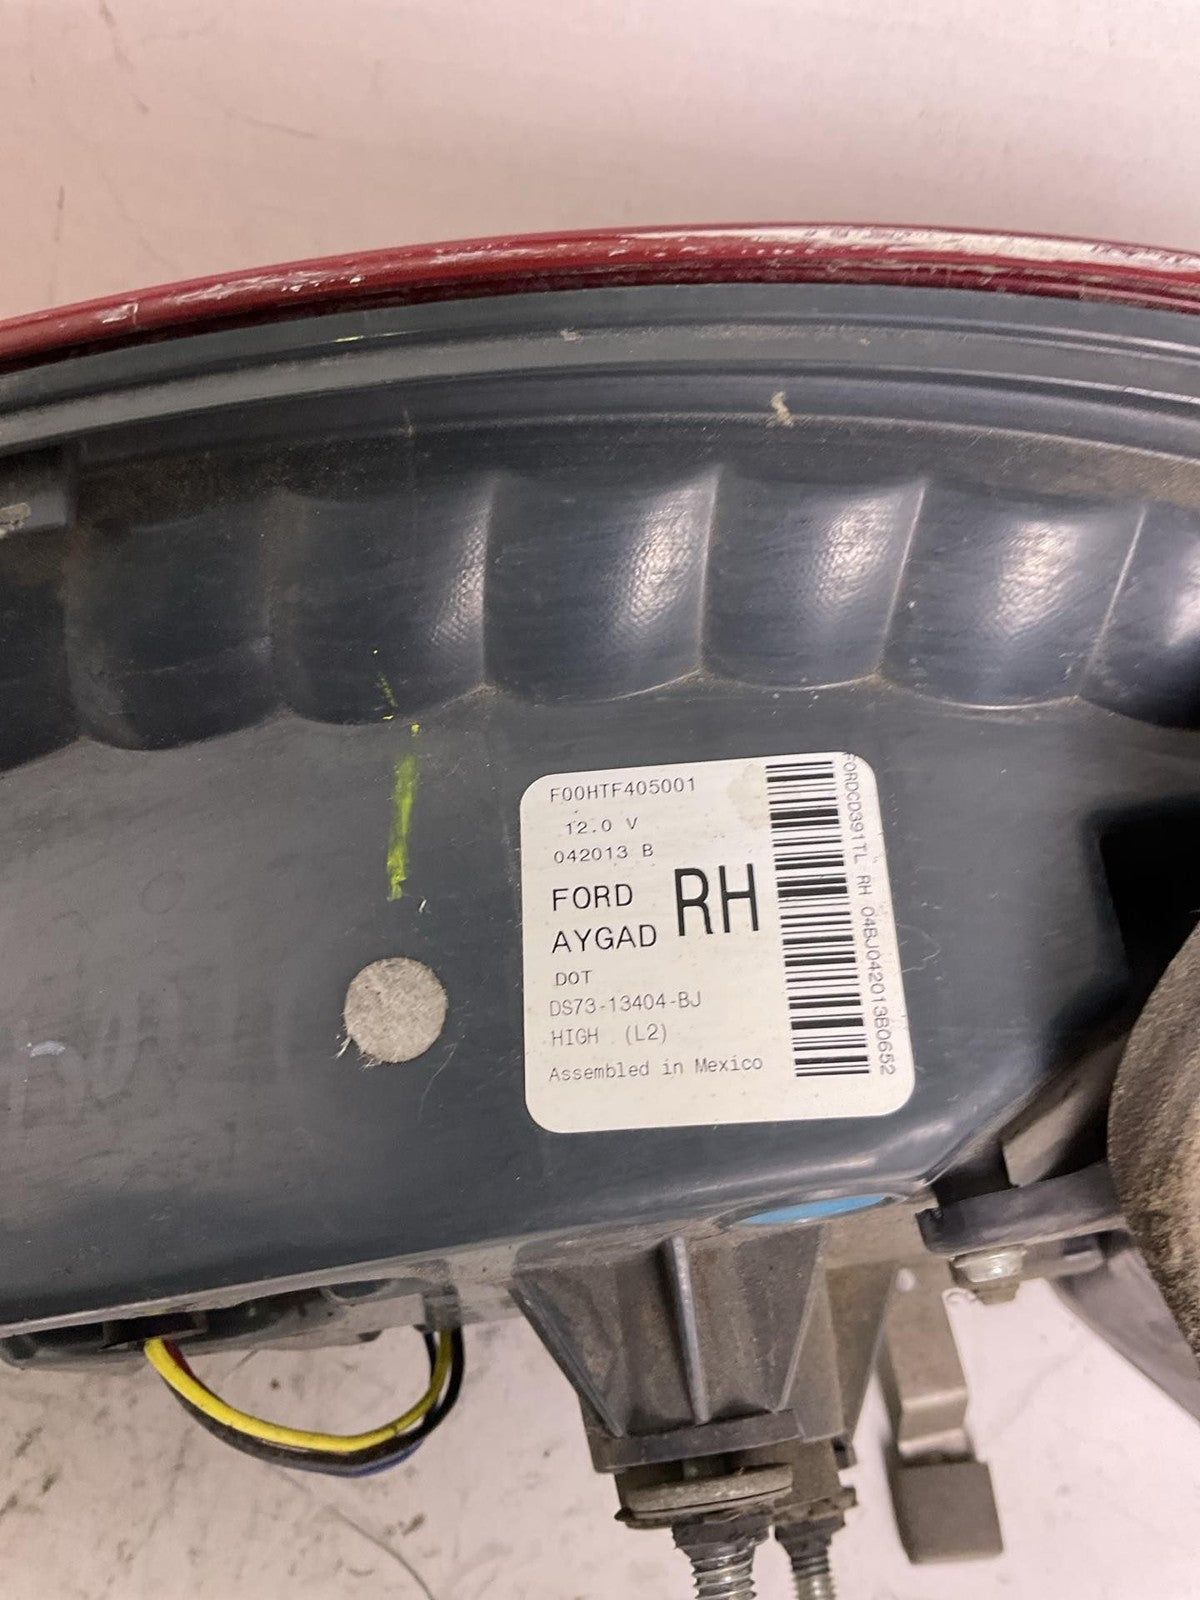 F00HTF405001
12.0 V
042013 B
FORD
RH
AYGAD
DOT
DS73-13404-BJ
HIGH (L2)
Assembled in Mexico
FORDCD391TL RH 04BJ042013B0652